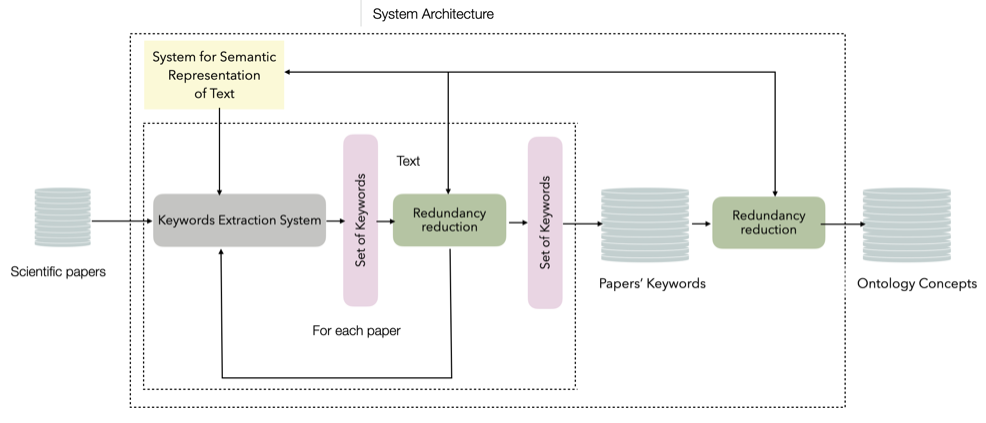 System Architecture
System for Semantic
Representation
of Text
Text
Keywords Extraction System
Set of Keywords
Redundancy
reduction
Set of Keywords
Redundancy
reduction
Scientific papers
Papers' Keywords
Ontology Concepts
For each paper